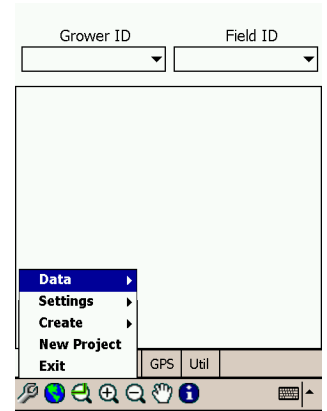 Grower ID Field ID
Data
Settings
Create
New Project
Exit GPS Util